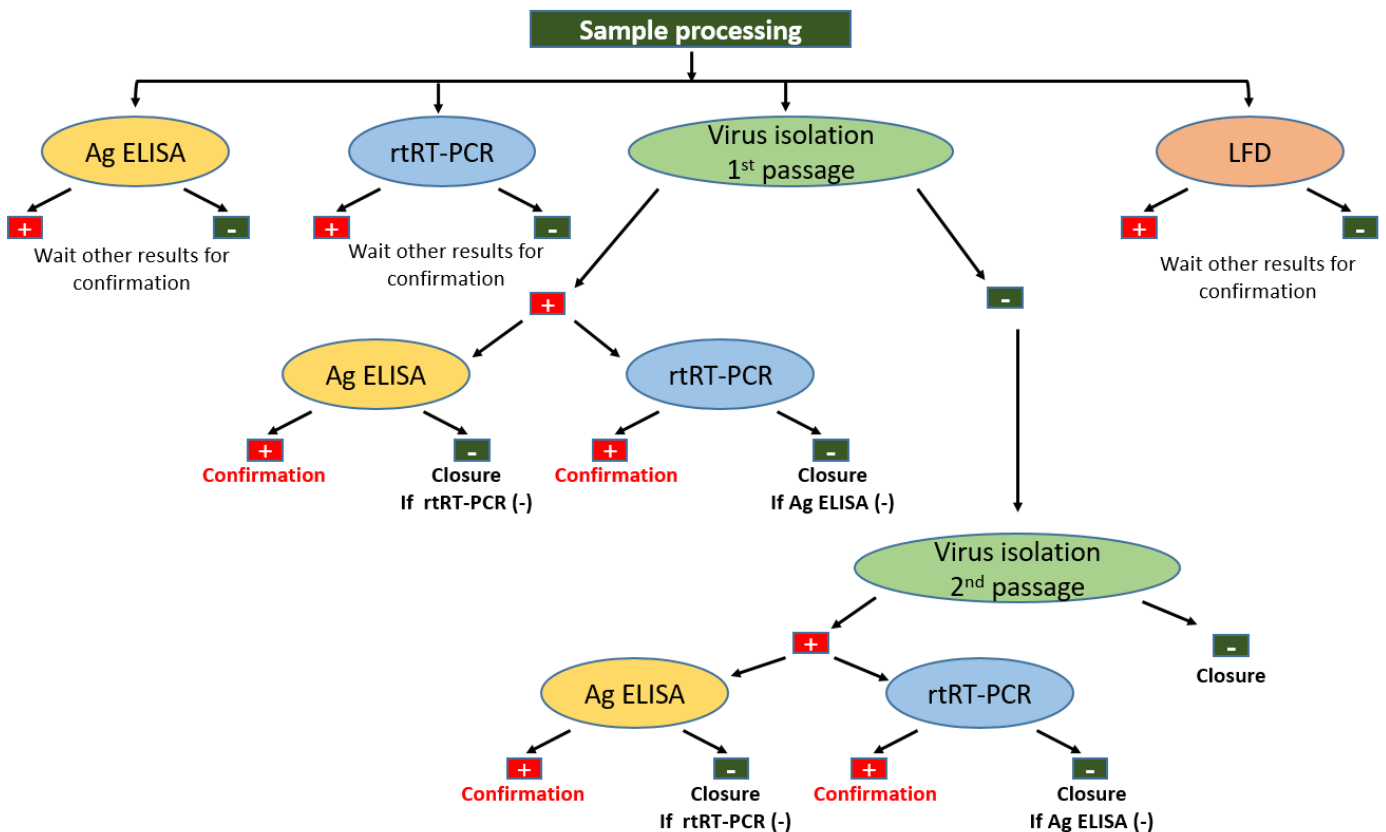 Sample processing
Ag ELISA
rtRT-PCR
Virus isolation
1st passage
LFD
+
-
Wait other results for
confirmation
+
-
Wait other results for
confirmation
+
-
Wait other results for
confirmation
+
-
Ag ELISA
rtRT-PCR
+
Confirmation
-
Closure
If rtRT-PCR (-)
+
Confirmation
-
Closure
If Ag ELISA (-)
Virus isolation
2nd passage
+
-
Closure
Ag ELISA
rtRT-PCR
+
Confirmation
-
Closure
If rtRT-PCR (-)
+
Confirmation
-
Closure
If Ag ELISA (-)